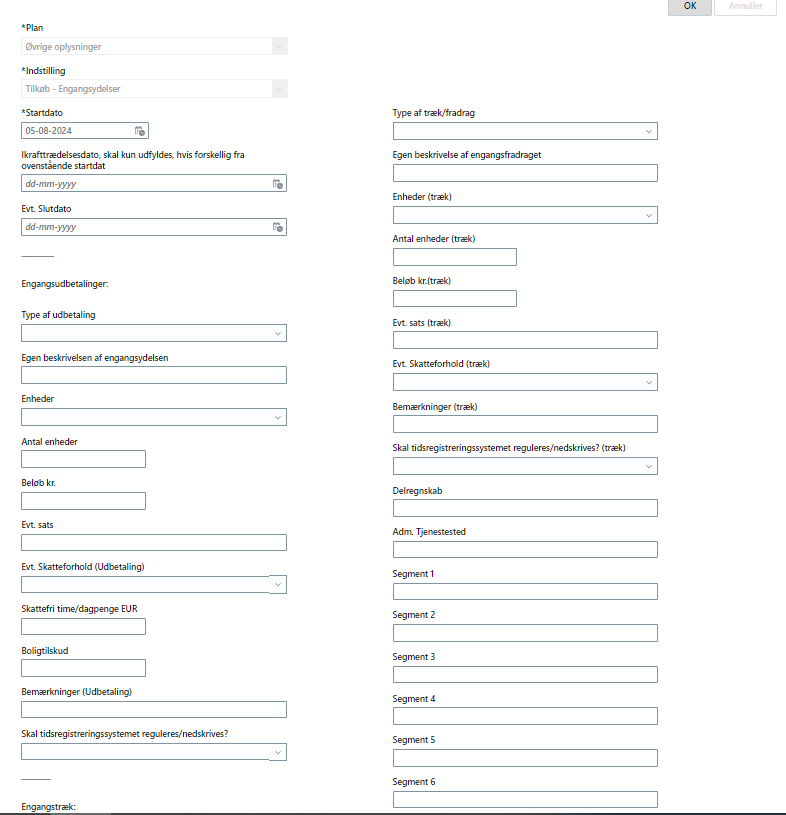 OK
Annuller
*Plan
Øvrige oplysninger
*Indstilling
Tilkøb - Engangsydelser
*Startdato
05-08-2024
Ikrafttrædelsesdato, skal kun udfyldes, hvis forskellig fra
ovenstående startdat
dd-mm-yyyy
Evt. Slutdato
dd-mm-yyyy
Engangsudbetalinger:
Type af udbetaling
Egen beskrivelsen af engangsydelsen
Enheder
Antal enheder
Beløb kr.
Evt. sats
Evt. Skatteforhold (Udbetaling)
Skattefri time/dagpenge EUR
Boligtilskud
Bemærkninger (Udbetaling)
Skal tidsregistreringssystemet reguleres/nedskrives?
Engangstræk:
Type af træk/fradrag
Egen beskrivelse af engangsfradraget
Enheder (træk)
Antal enheder (træk)
Beløb kr.(træk)
Evt. sats (træk)
Evt. Skatteforhold (træk)
Bemærkninger (træk)
Skal tidsregistreringssystemet reguleres/nedskrives? (træk)
Delregnskab
Adm. Tjenestested
Segment 1
Segment 2
Segment 3
Segment 4
Segment 5
Segment 6